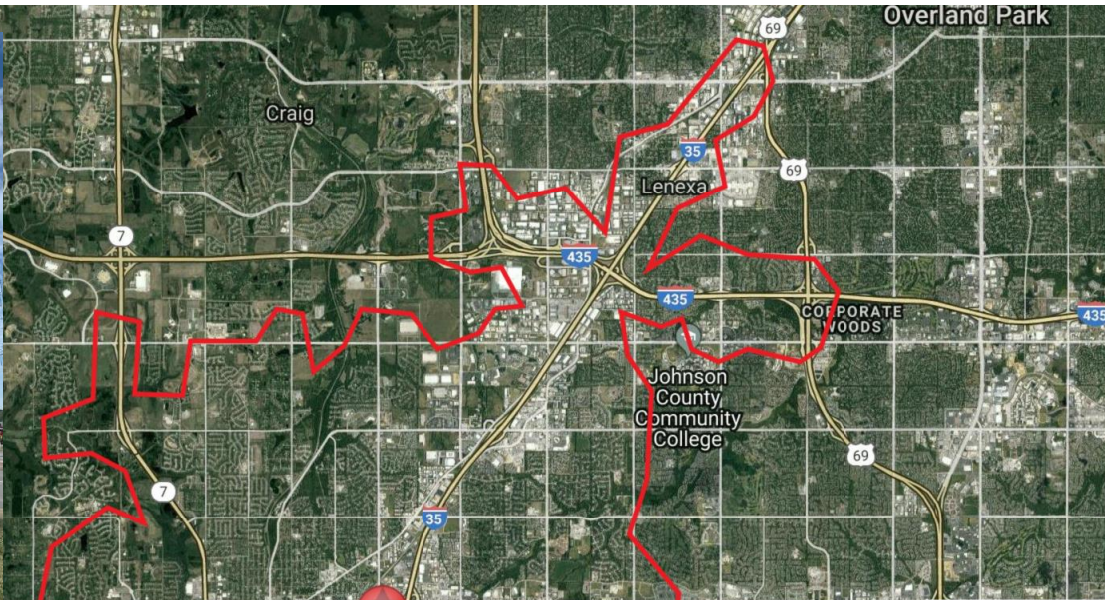 Overland Park
69
Craig
35
69
Lenexa
7
435
435
CORPORATE
WOODS
435
Johnson
County
Community
College
69
7
35